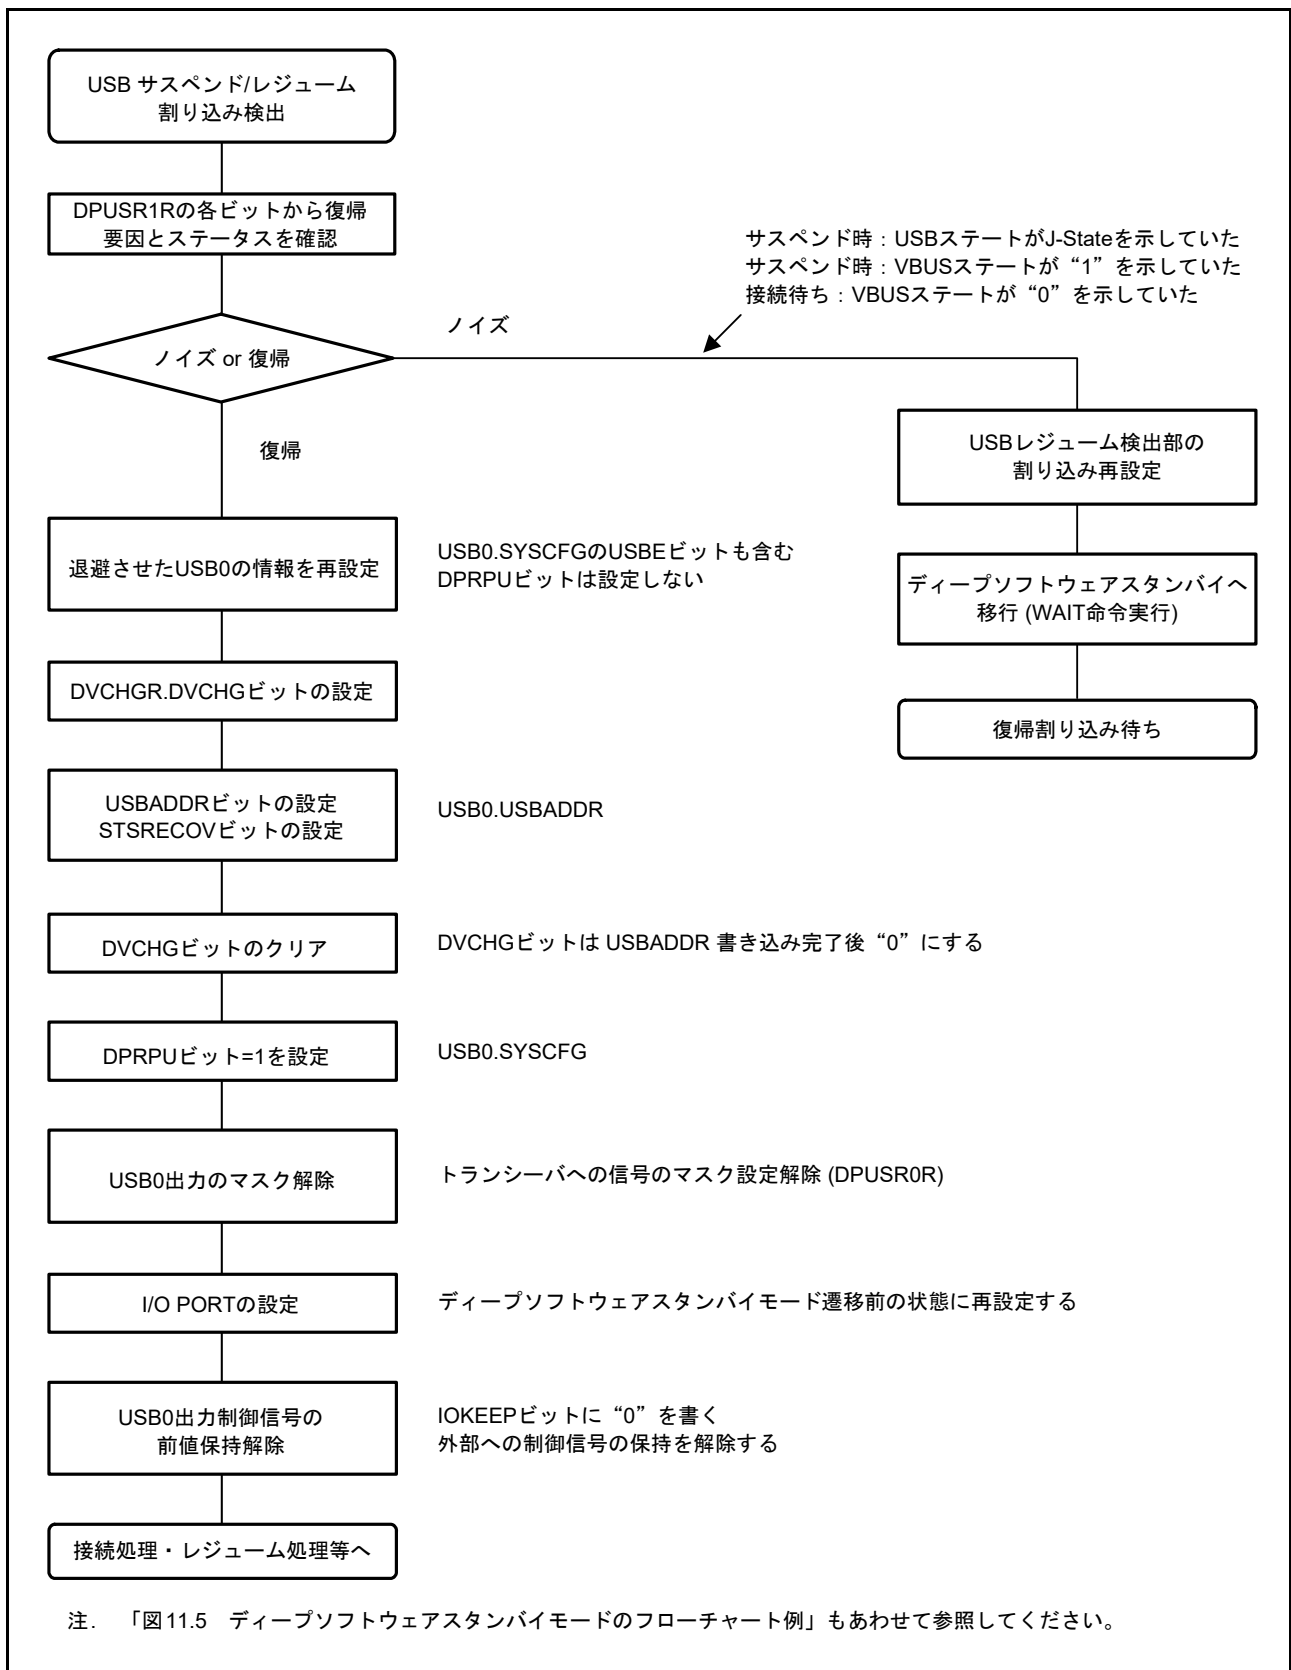 USB サスペンド/レジューム
割り込み検出
DPUSR1Rの各ビットから復帰
要因とステータスを確認
サスペンド時：USBステートがJ-Stateを示していた
サスペンド時：VBUSステートが“1”を示していた
接続待ち：VBUSステートが“0”を示していた
ノイズ
ノイズ or 復帰
復帰
USBレジューム検出部の
割り込み再設定
ディープソフトウェアスタンバイへ
移行 (WAIT命令実行)
復帰割り込み待ち
退避させたUSB0の情報を再設定
USB0.SYSCFGのUSBEビットも含む
DPRPUビットは設定しない
DVCHGR.DVCHGビットの設定
USBADDRビットの設定
STSRECOVビットの設定
USB0.USBADDR
DVCHGビットのクリア
DVCHGビットは USBADDR 書き込み完了後“0”にする
DPRPUビット=1を設定
USB0.SYSCFG
USB0出力のマスク解除
トランシーバへの信号のマスク設定解除 (DPUSR0R)
I/O PORTの設定
ディープソフトウェアスタンバイモード遷移前の状態に再設定する
USB0出力制御信号の
前値保持解除
IOKEEPビットに“0”を書く
外部への制御信号の保持を解除する
接続処理・レジューム処理等へ
注. 「図11.5 ディープソフトウェアスタンバイモードのフローチャート例」もあわせて参照してください。